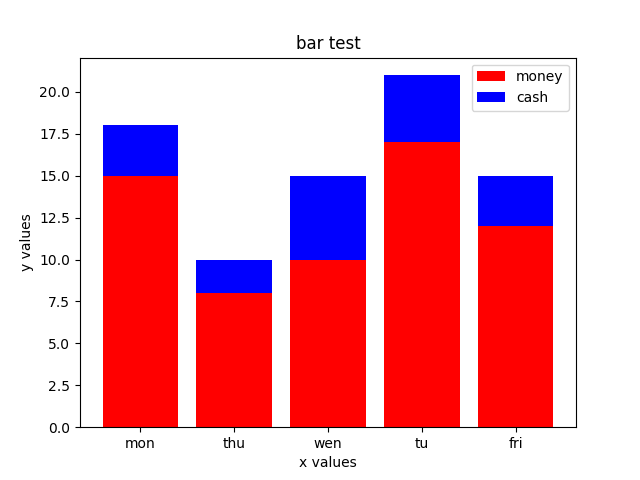 bar test
money
cash
20.0
17.5
15.0
12.5
10.0
7.5
5.0
2.5
0.0
y values
mon thu wen tu fri
x values